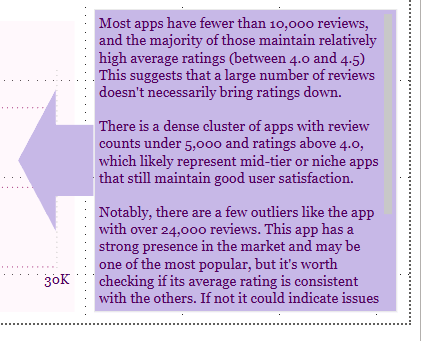 Most apps have fewer than 10,000 reviews,
and the majority of those maintain relatively
high average ratings (between 4.0 and 4.5)
This suggests that a large number of reviews
doesn't necessarily bring ratings down.
There is a dense cluster of apps with review
counts under 5,000 and ratings above 4.0,
which likely represent mid-tier or niche apps
that still maintain good user satisfaction.
Notably, there are a few outliers like the app
with over 24,000 reviews. This app has a
strong presence in the market and may be
one of the most popular, but it's worth
checking if its average rating is consistent
with the others. If not it could indicate issues
30K